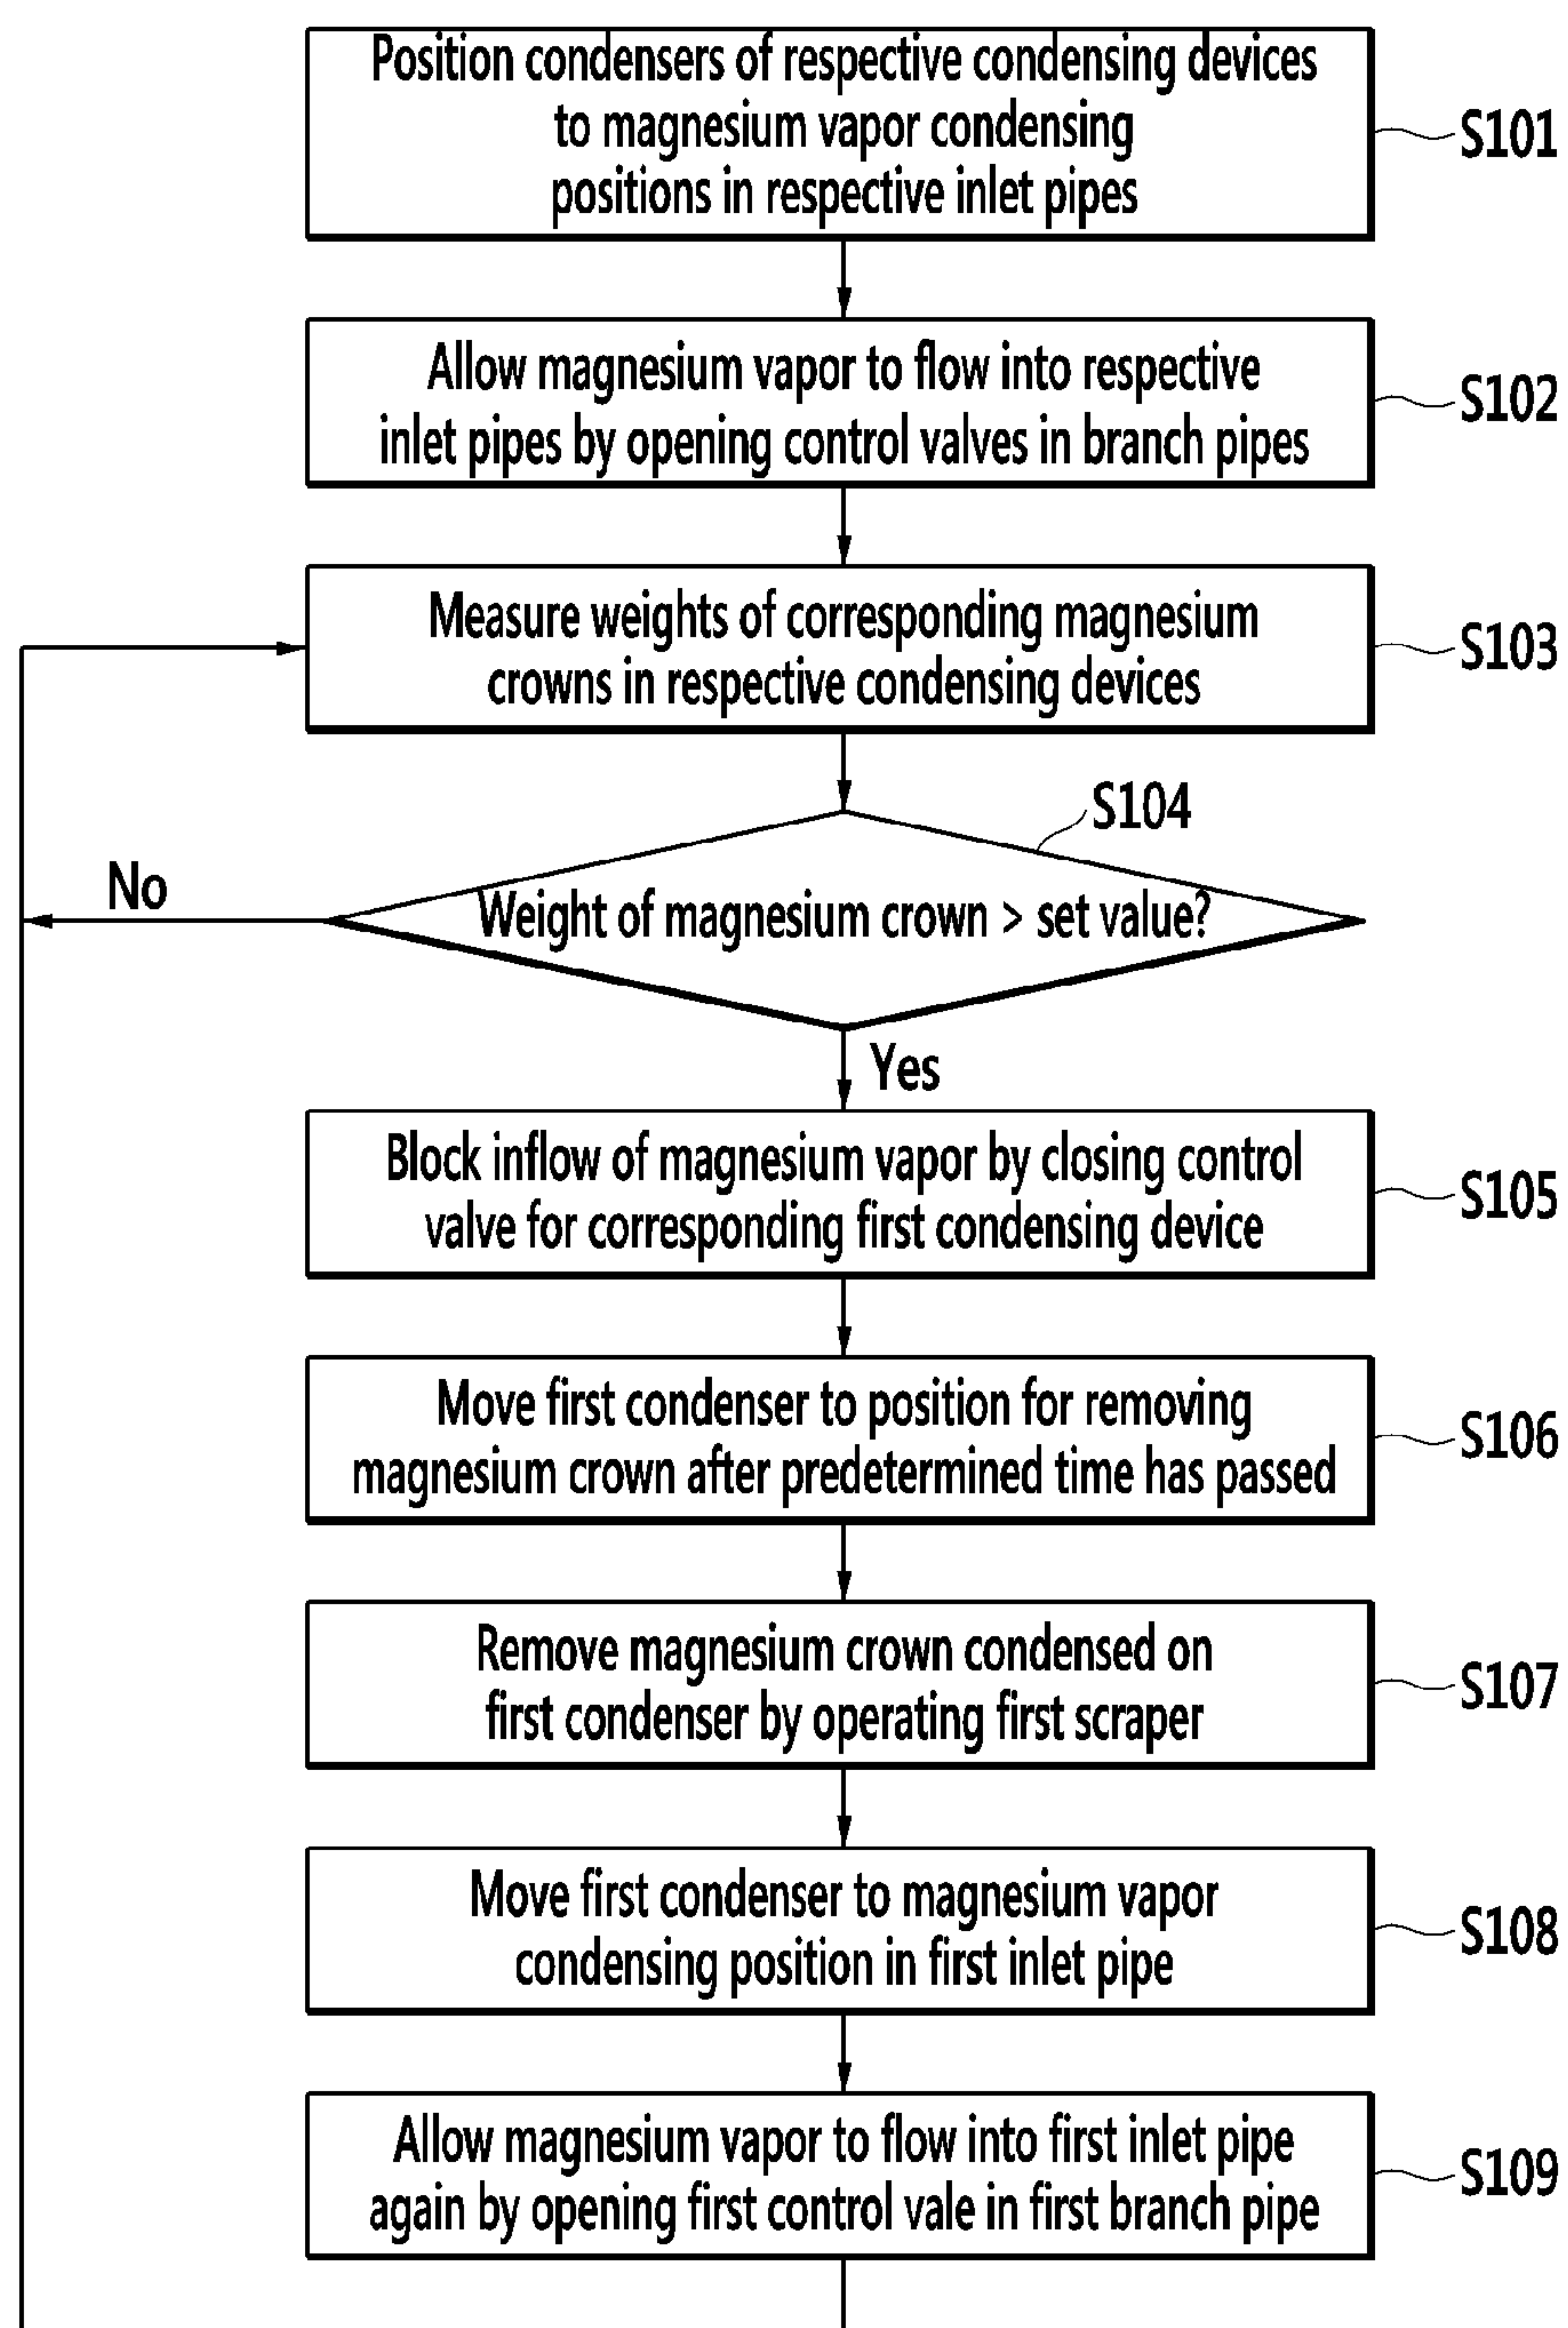 Position condensers of respective condensing devices
to magnesium vapor condensing
positions in respective inlet pipes
S101
Allow magnesium vapor to flow into respective
inlet pipes by opening control valves in branch pipes
S102
Measure weights of corresponding magnesium
crowns in respective condensing devices
S103
S104
No
Weight of magnesium crown > set value?
Yes
Block inflow of magnesium vapor by closing control
valve for corresponding first condensing device
S105
Move first condenser to position for removing
magnesium crown after predetermined time has passed
S106
Remove magnesium crown condensed on
first condenser by operating first scraper
S107
Move first condenser to magnesium vapor
condensing position in first inlet pipe
S108
Allow magnesium vapor to flow into first inlet pipe
again by opening first control vale in first branch pipe
S109